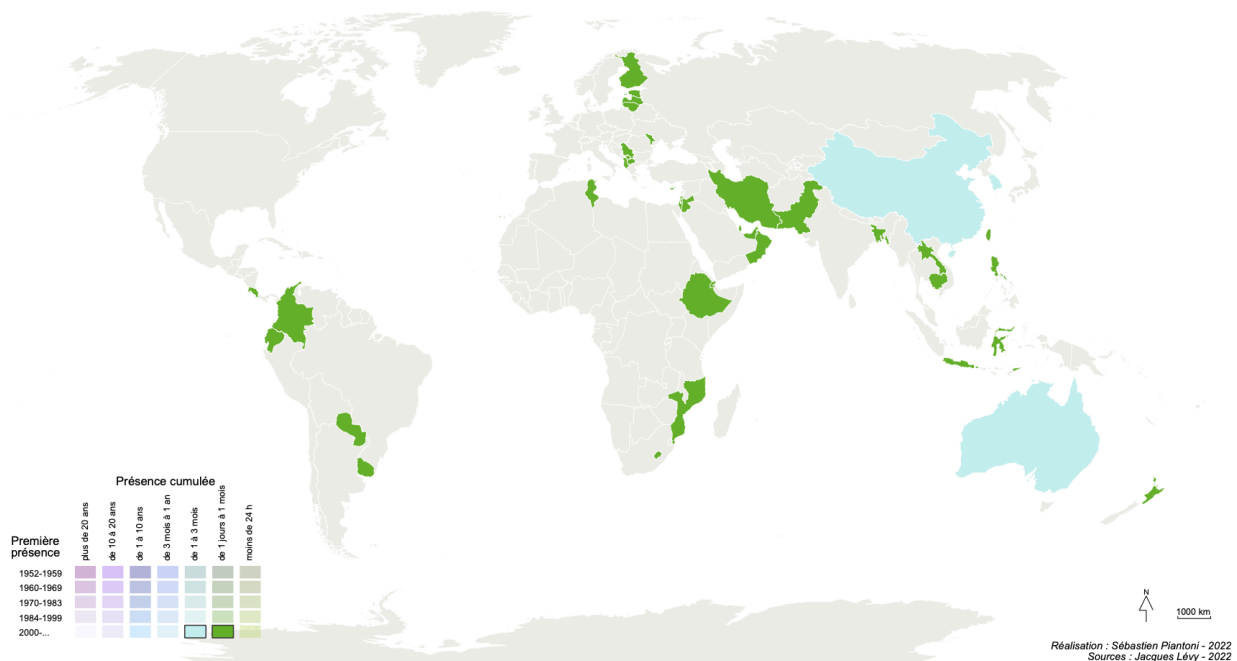 Présence cumulée
plus de 20 ans
de 10 à 20 ans
de 1 à 10 ans
de 3 mois à 1 an
de 1 à 3 mois
de 1 jours à 1 mois
moins de 24 h
Première
présence
1952-1959
1960-1969
1970-1983
1984-1999
2000-...
N
1000 km
Réalisation : Sébastien Piantoni - 2022
Sources : Jacques Lévy - 2022